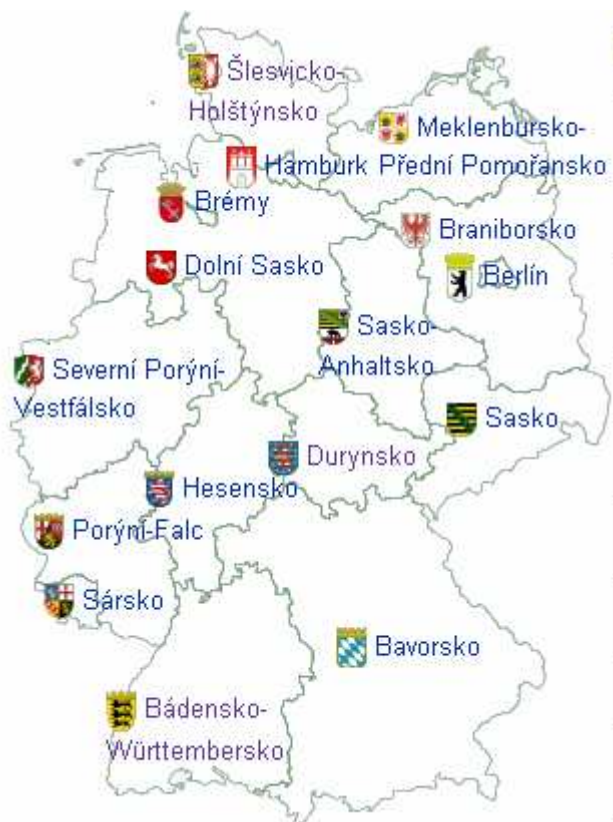 Šlesvicko-
Holštýnsko
Meklenbursko-
Přední Pomořansko
Hamburk
Brémy
Braniborsko
Dolní Sasko
Berlín
Sasko-
Anhaltsko
Severní Porýní-
Vestfálsko
Sasko
Durynsko
Hesensko
Porýní-Falc
Sársko
Bavorsko
Bádensko-
Württembersko